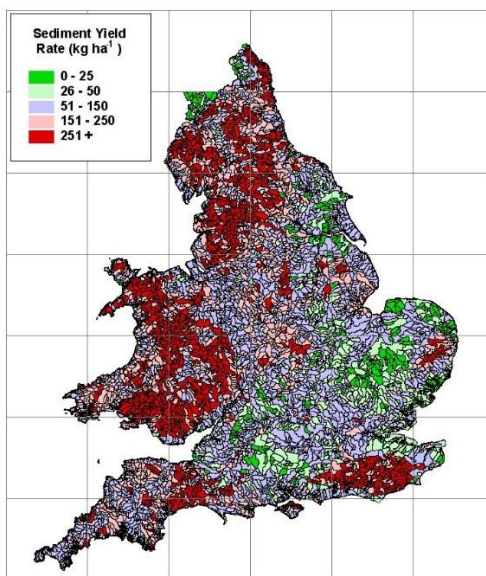 Sediment Yield
Rate (kg ha⁻¹ )
0 - 25
26 - 50
51 - 150
151 - 250
251 +